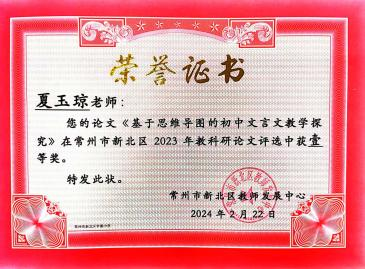 荣誉证书
夏玉琼老师：
您的论文《基于思维导图的初中文言文教学探
究》在常州市新北区 2023 年教科研论文评选中获壹
等奖。
特发此状。
常州市新北区教师发展中心
2024 年 2 月 22 日